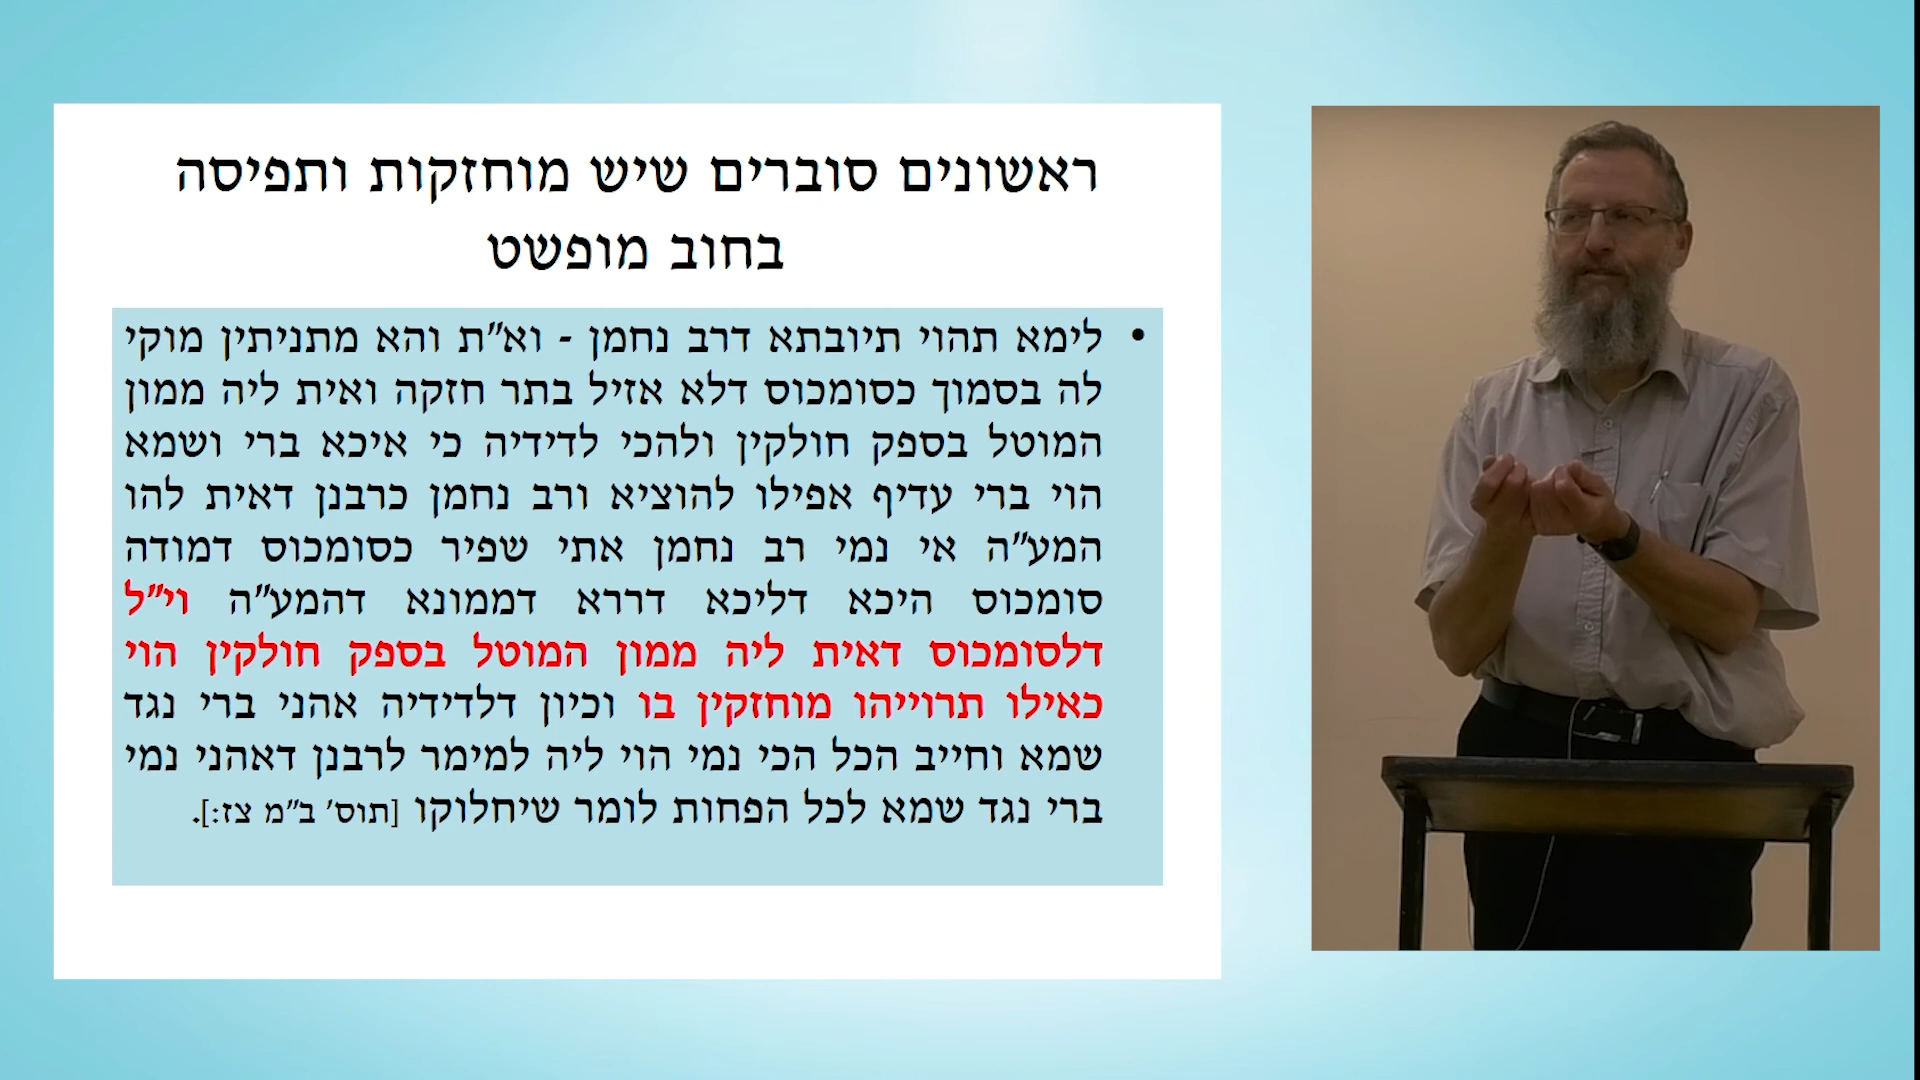 ראשונים סוברים שיש מוחזקות ותפיסה
בחוב מופשט
• לימא תהוי תיובתא דרב נחמן - וא"ת והא מתניתין מוקי
לה בסמוך כסומכוס דלא אזיל בתר חזקה ואית ליה ממון
המוטל בספק חולקין ולהכי לדידיה כי איכא ברי ושמא
הוי ברי עדיף אפילו להוציא ורב נחמן כרבנן דאית להו
המע"ה אי נמי רב נחמן אתי שפיר כסומכוס דמודה
סומכוס היכא דליכא דררא דממונא דהמע"ה וי"ל
דלסומכוס דאית ליה ממון המוטל בספק חולקין הוי
כאילו תרוייהו מוחזקין בו וכיון דלדידיה אהני ברי נגד
שמא וחייב הכל הכי נמי הוי ליה למימר לרבנן דאהני נמי
ברי נגד שמא לכל הפחות לומר שיחלוקו [תוס' ב"מ צז:].